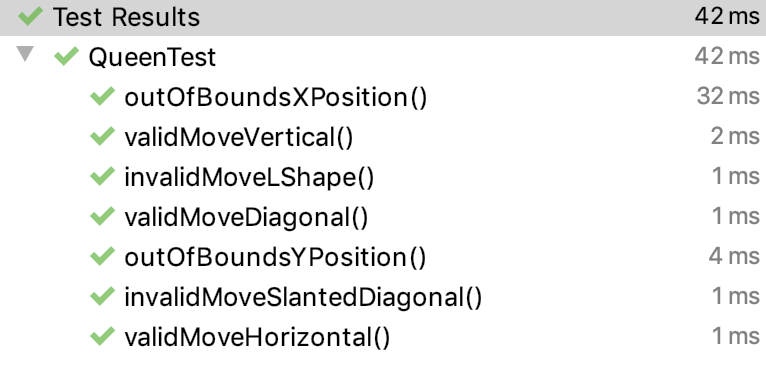 Test Results 42 ms
QueenTest 42 ms
outOfBoundsXPosition() 32 ms
validMoveVertical() 2 ms
invalidMoveLShape() 1 ms
validMoveDiagonal() 1 ms
outOfBoundsYPosition() 4 ms
invalidMoveSlantedDiagonal() 1 ms
validMoveHorizontal() 1 ms